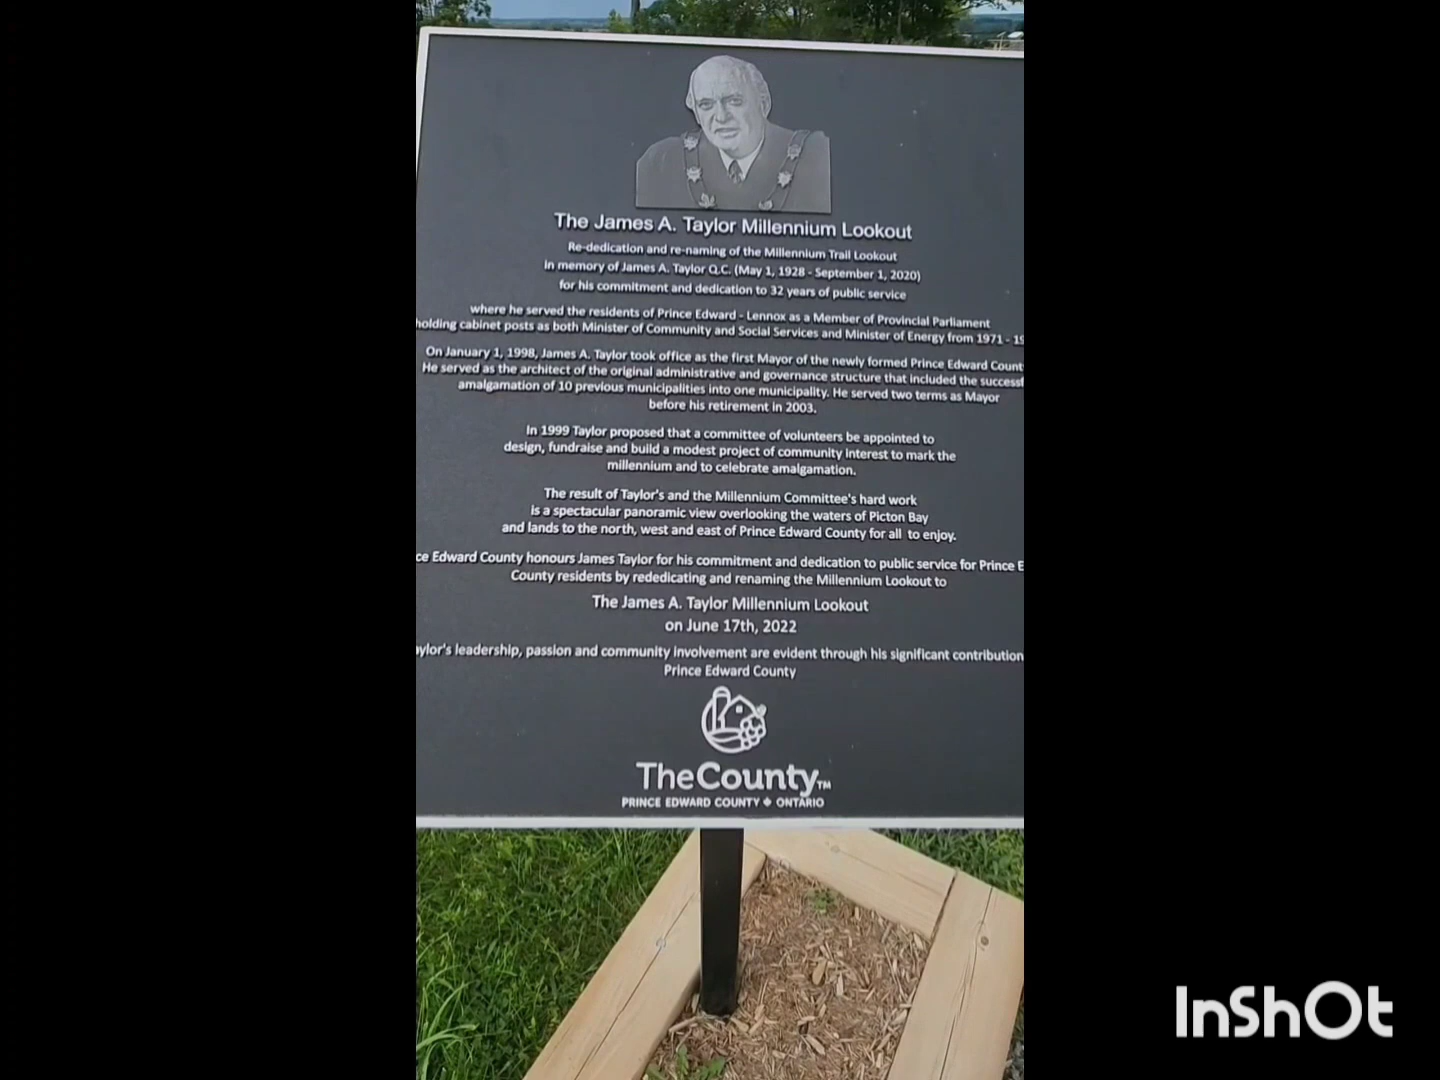 The James A. Taylor Millennium Lookout
Re-dedication and re-naming of the Millennium Trail Lookout
in memory of James A. Taylor Q.C. (May 1, 1928 - September 1, 2020)
for his commitment and dedication to 32 years of public service
where he served the residents of Prince Edward - Lennox as a Member of Provincial Parliament
holding cabinet posts as both Minister of Community and Social Services and Minister of Energy from 1971 - 19
On January 1, 1998, James A. Taylor took office as the first Mayor of the newly formed Prince Edward Count
He served as the architect of the original administrative and governance structure that included the successf
amalgamation of 10 previous municipalities into one municipality. He served two terms as Mayor
before his retirement in 2003.
In 1999 Taylor proposed that a committee of volunteers be appointed to
design, fundraise and build a modest project of community interest to mark the
millennium and to celebrate amalgamation.
The result of Taylor's and the Millennium Committee's hard work
is a spectacular panoramic view overlooking the waters of Picton Bay
and lands to the north, west and east of Prince Edward County for all to enjoy.
ce Edward County honours James Taylor for his commitment and dedication to public service for Prince E
County residents by rededicating and renaming the Millennium Lookout to
The James A. Taylor Millennium Lookout
on June 17th, 2022
aylor's leadership, passion and community involvement are evident through his significant contribution
Prince Edward County
TheCounty™
PRINCE EDWARD COUNTY ♦ ONTARIO
InShOt